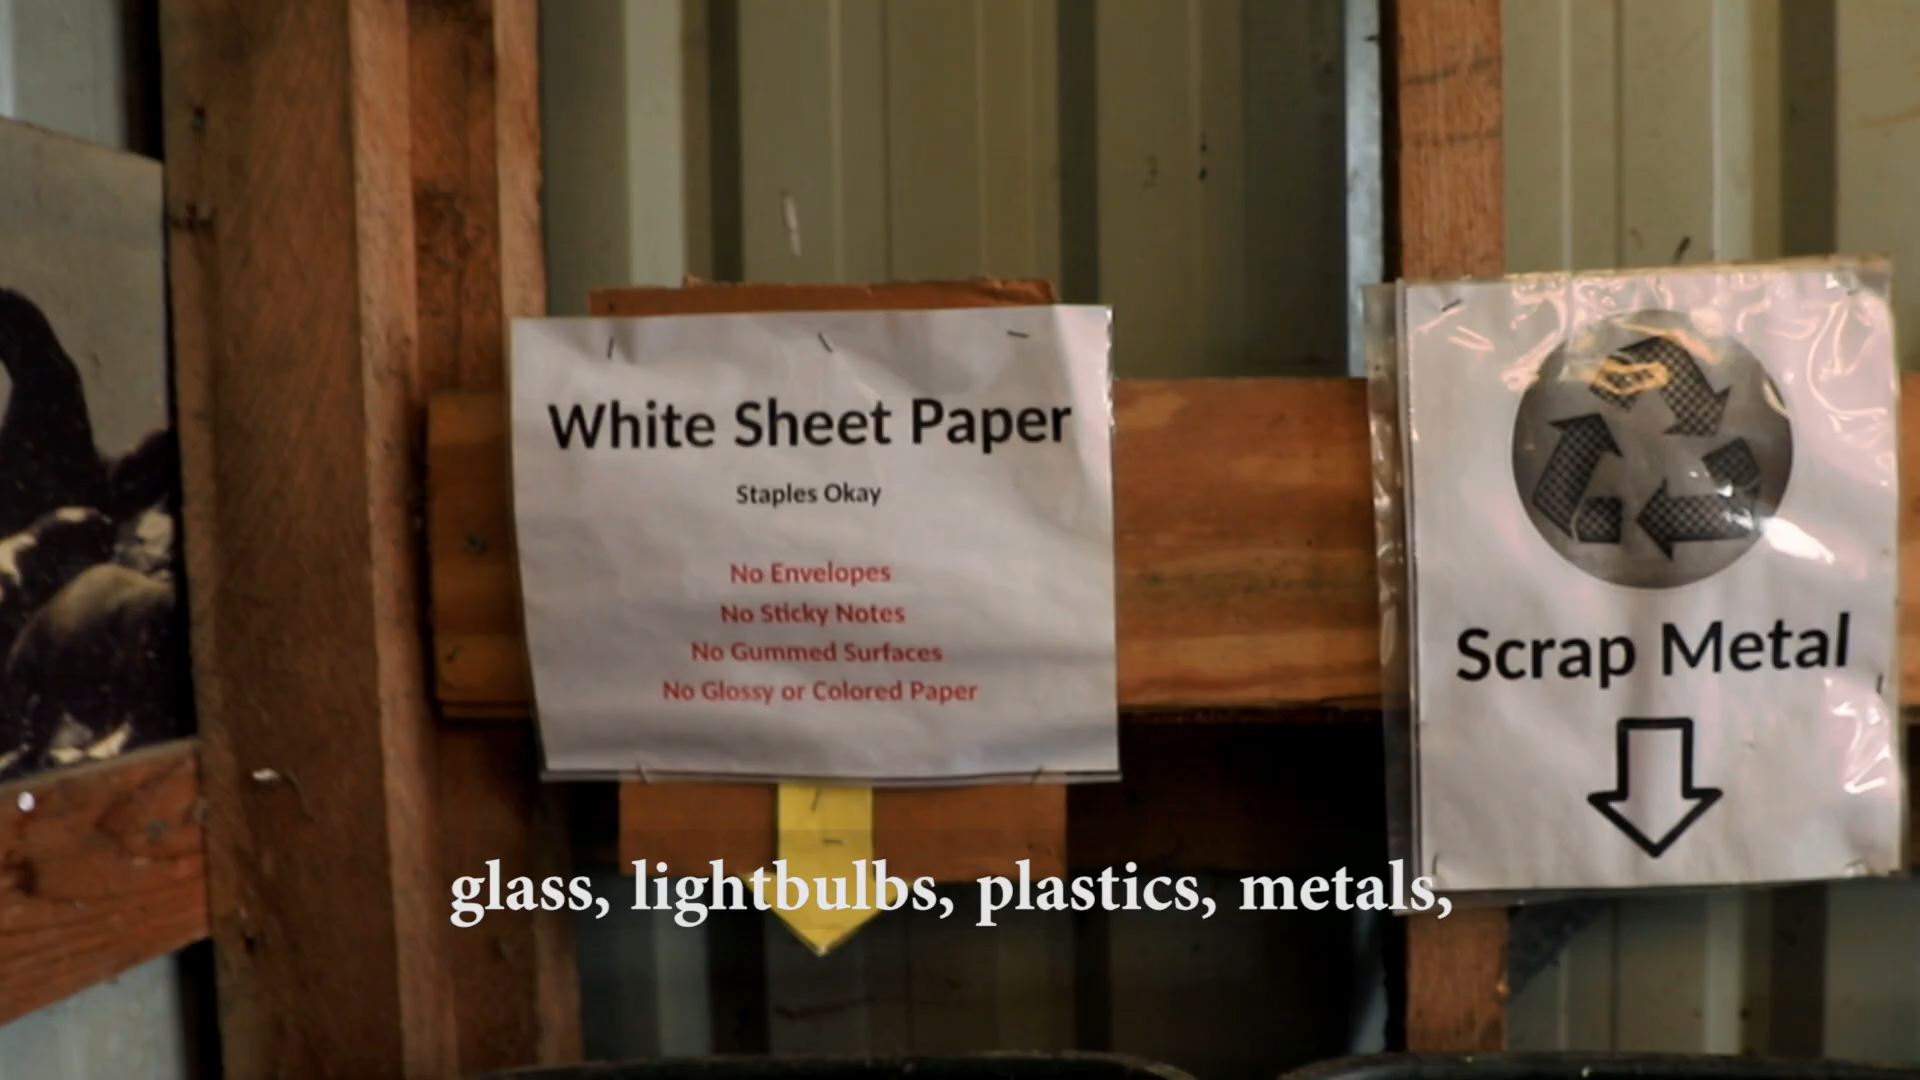 White Sheet Paper
Staples Okay
No Envelopes
No Sticky Notes
No Gummed Surfaces
No Glossy or Colored Paper
Scrap Metal
glass, lightbulbs, plastics, metals,